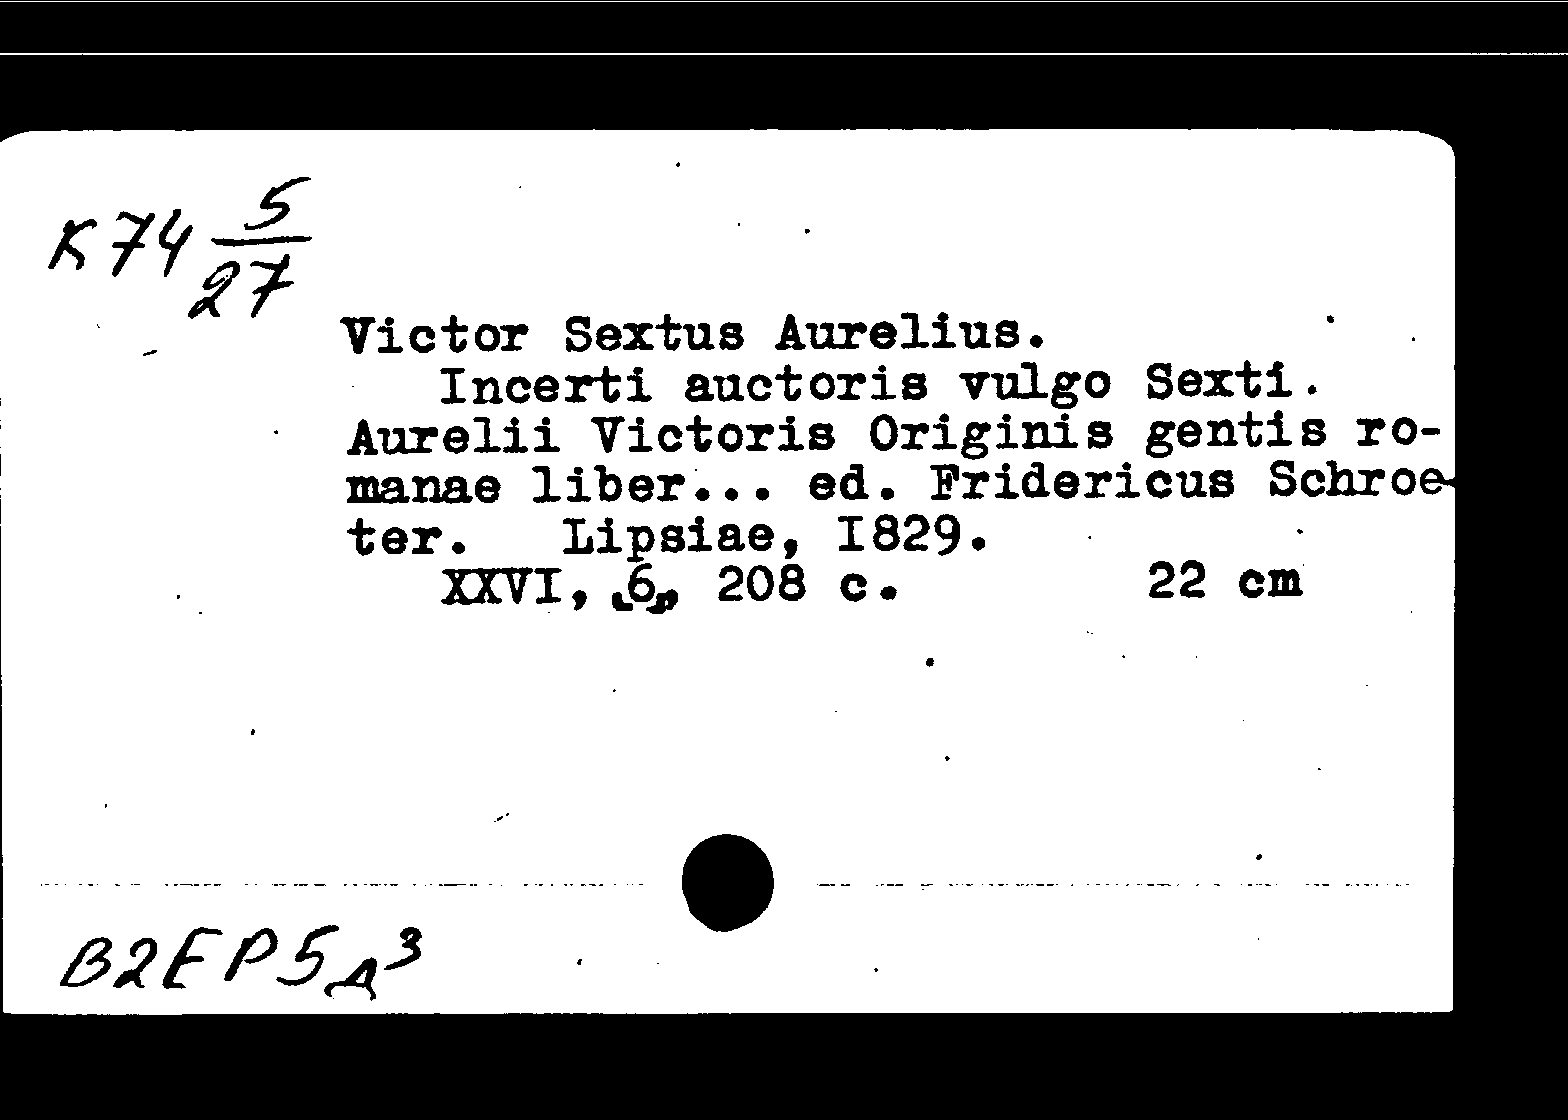 К74 5/27
Victor Sextus Aurelius.
Incerti auctoris vulgo Sexti.
Aurelii Victoris Originis gentis ro-
manae liber... ed. Fridericus Schroe-
ter. Lipsiae, I829.
XXVI, [6], 208 c. 22 cm
В2ЕР5д³